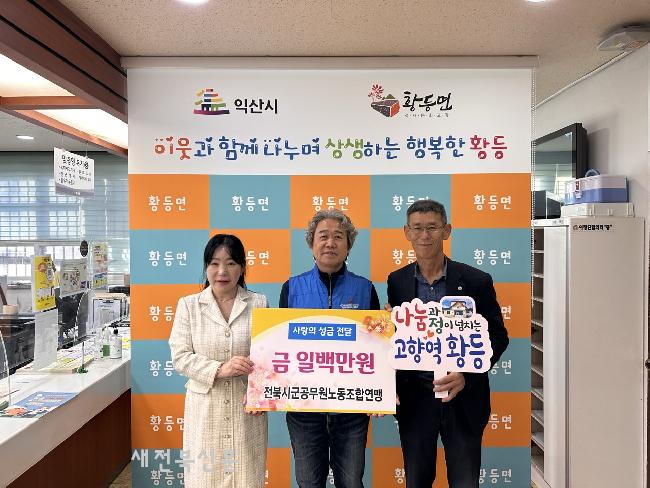 익산시
황등면
이웃과 함께 나누며 상생하는 행복한 황등
황등면 황등면 황등면
황등면 황등면
황등면
황등면
황등면 황등면
사랑의 성금 전달
금 일백만원
전북시군공무원노동조합연맹
나눔과
정이 넘치는
고향역 황등
새전북신문